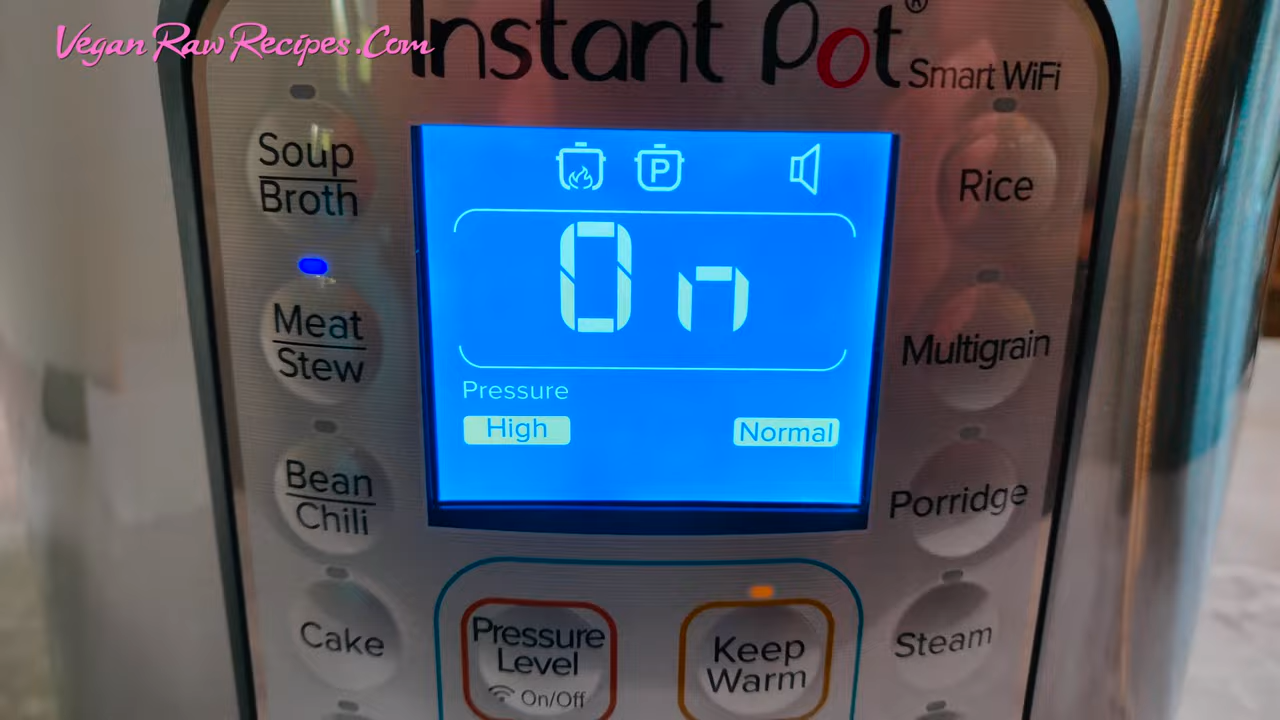 Vegan Raw Recipes.Com
Instant Pot® Smart WiFi
Soup
Broth
Meat
Stew
Bean
Chili
Cake
P
On
Pressure
High
Normal
Rice
Multigrain
Porridge
Steam
Pressure
Level
On/Off
Keep
Warm